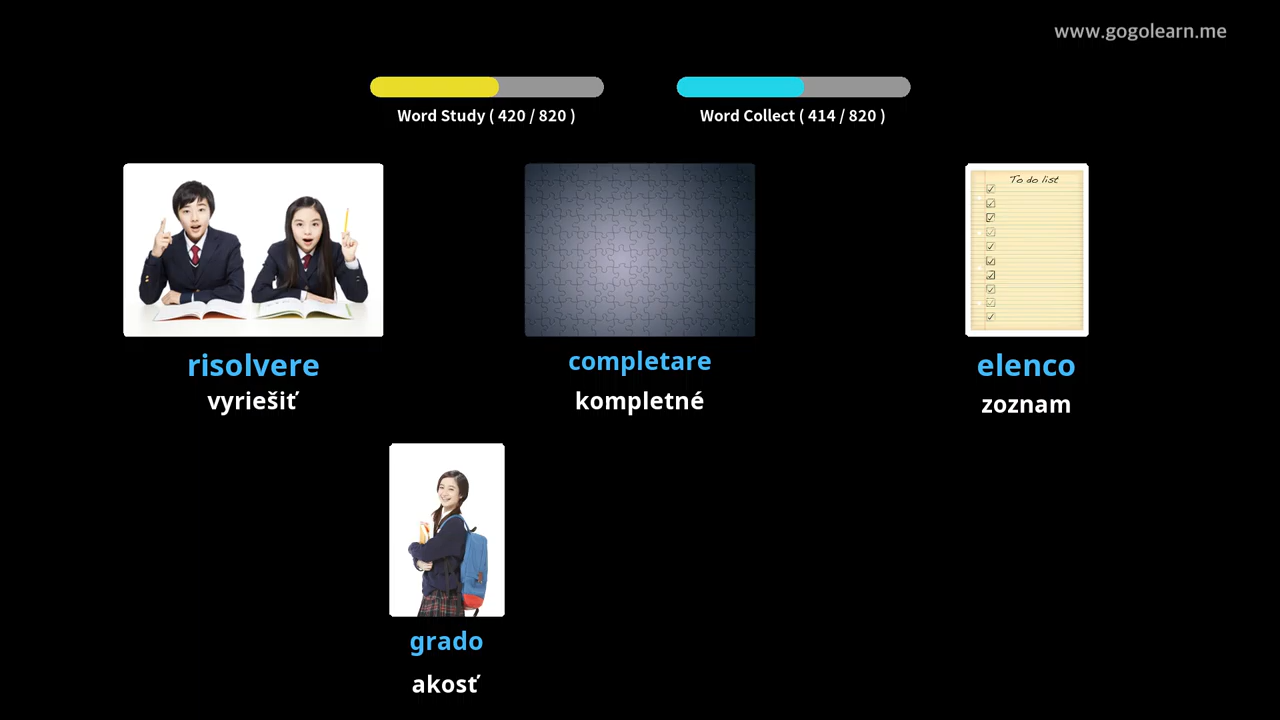 www.gogolearn.me
Word Study ( 420 / 820 )
Word Collect ( 414 / 820 )
To do list
risolvere
vyriešiť
completare
kompletné
elenco
zoznam
grado
akosť